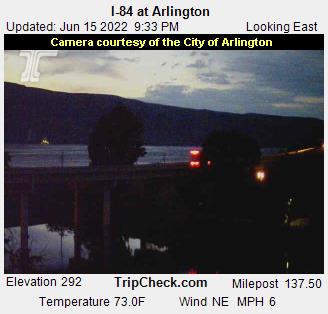 I-84 at Arlington
Updated: Jun 15 2022 9:33 PM Looking East
Camera courtesy of the City of Arlington
Elevation 292 TripCheck.com Milepost 137.50
Temperature 73.0F Wind NE MPH 6